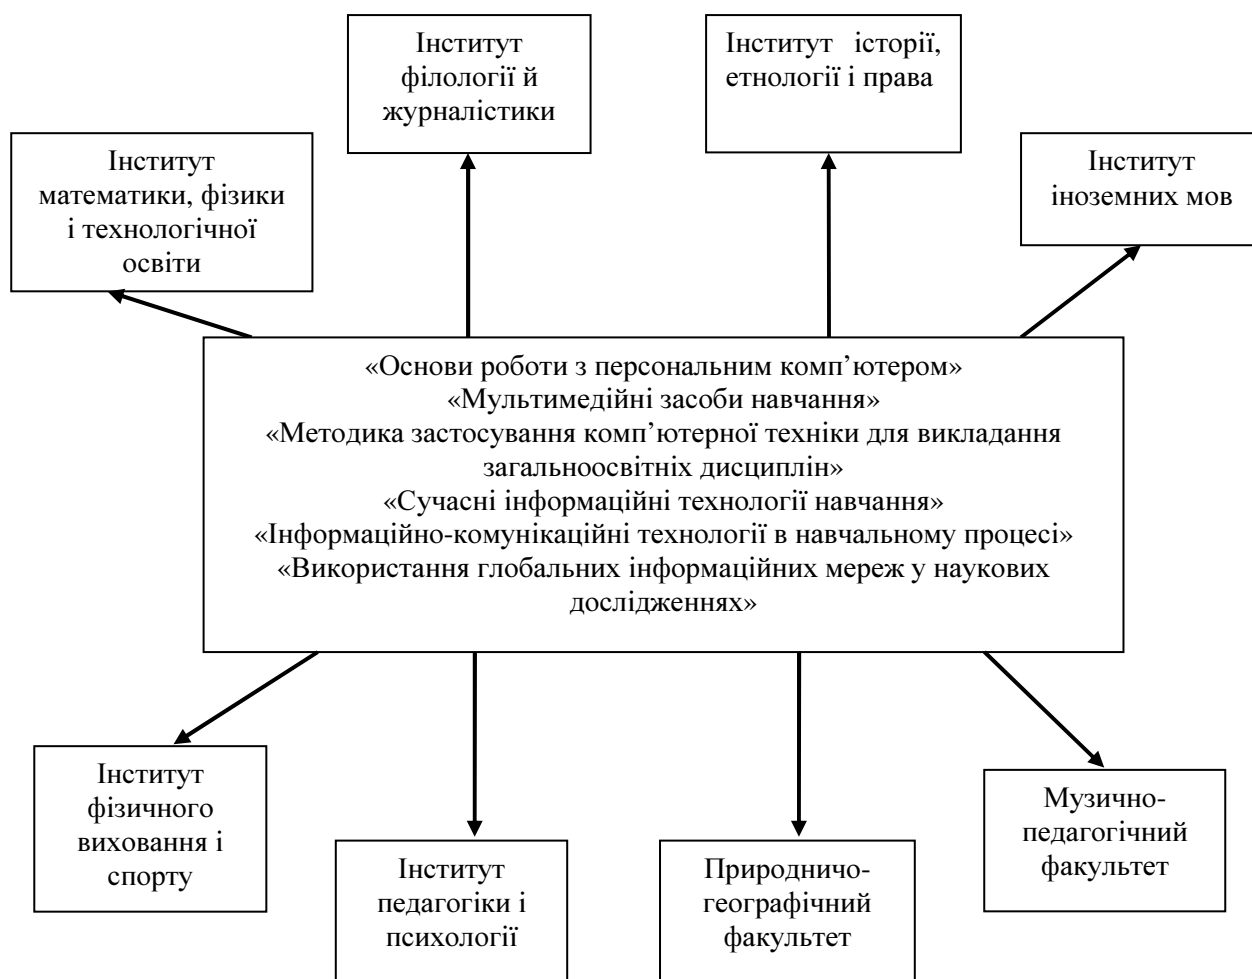 Інститут
філології й
журналістики
Інститут історії,
етнології і права
Інститут
математики, фізики
і технологічної
освіти
Інститут
іноземних мов
«Основи роботи з персональним комп’ютером»
«Мультимедійні засоби навчання»
«Методика застосування комп’ютерної техніки для викладання
загальноосвітніх дисциплін»
«Сучасні інформаційні технології навчання»
«Інформаційно-комунікаційні технології в навчальному процесі»
«Використання глобальних інформаційних мереж у наукових
дослідженнях»
Інститут
фізичного
виховання і
спорту
Інститут
педагогіки і
психології
Природничо-
географічний
факультет
Музично-
педагогічний
факультет